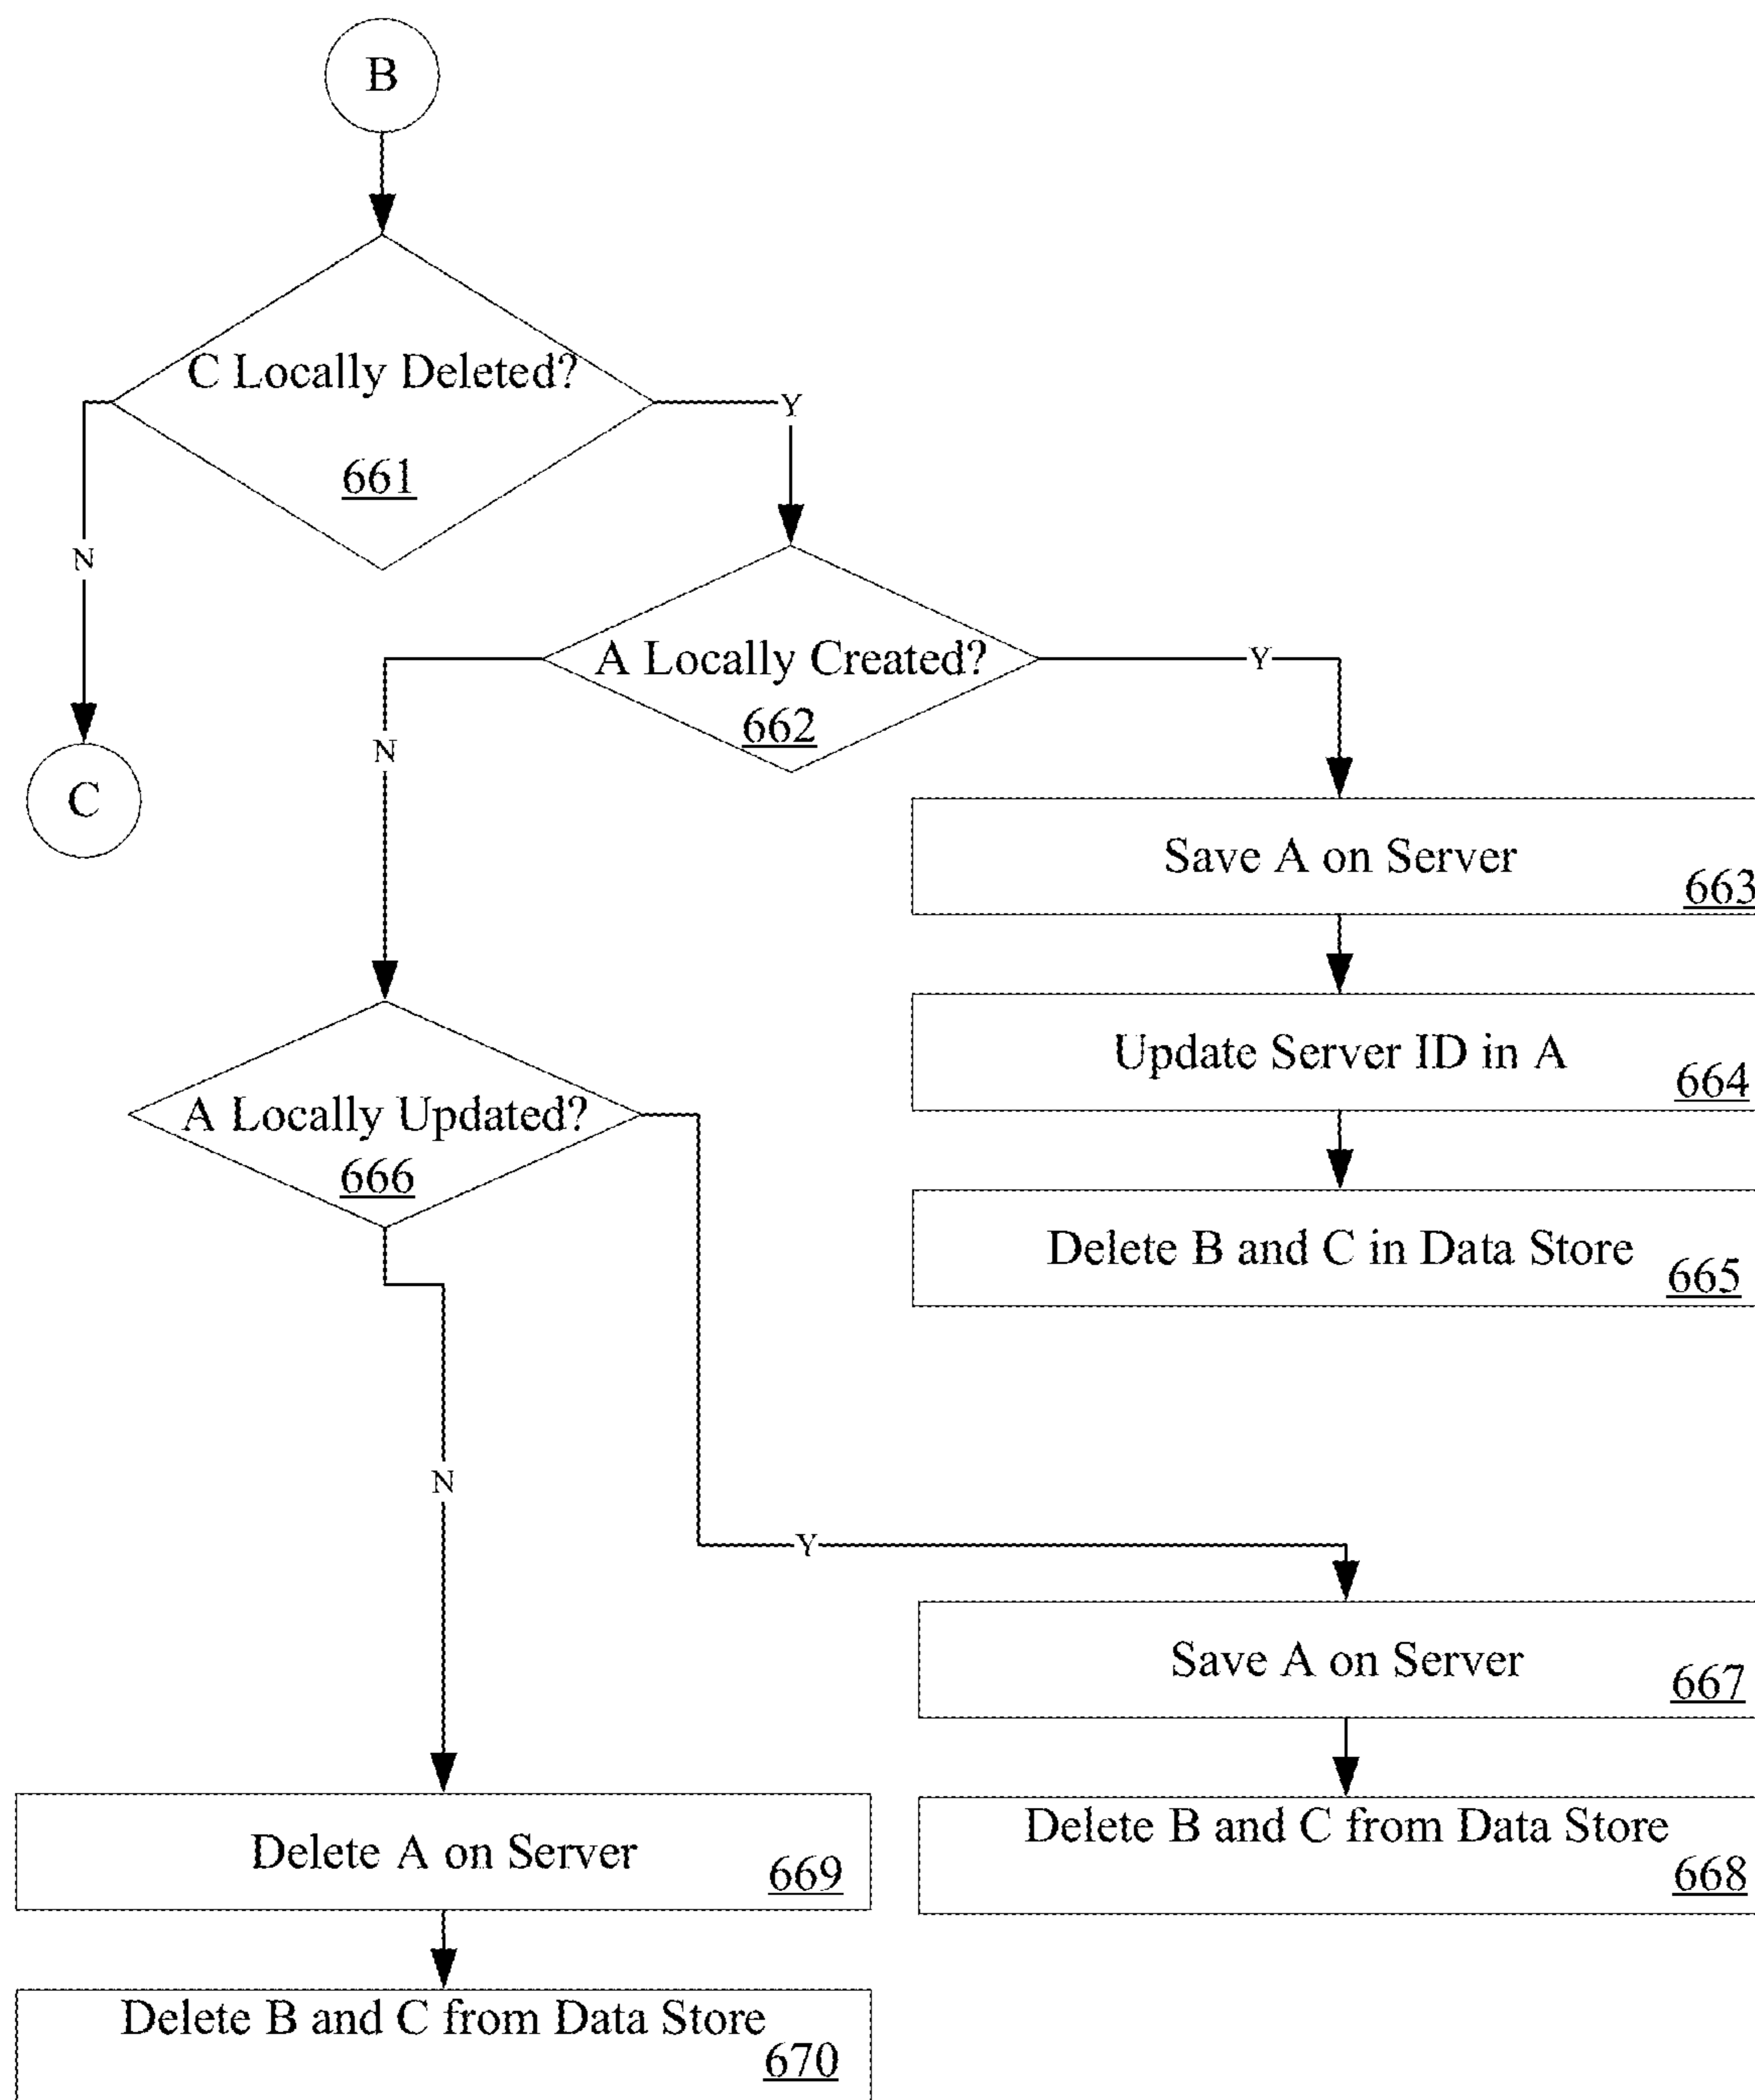 B
C Locally Deleted?
661
Y
N
A Locally Created?
662
Y
N
C
Save A on Server
663
Update Server ID in A
664
A Locally Updated?
666
Delete B and C in Data Store
665
N
Y
Save A on Server
667
Delete B and C from Data Store
668
Delete A on Server
669
Delete B and C from Data Store
670